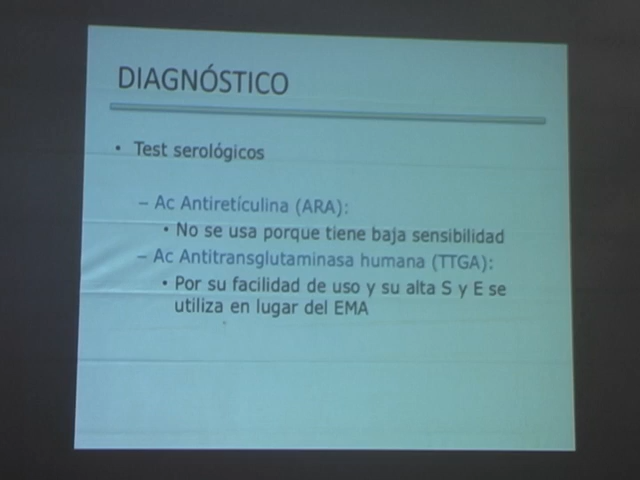 DIAGNÓSTICO
• Test serológicos
– Ac Antiretículina (ARA):
• No se usa porque tiene baja sensibilidad
– Ac Antitransglutaminasa humana (TTGA):
• Por su facilidad de uso y su alta S y E se
utiliza en lugar del EMA